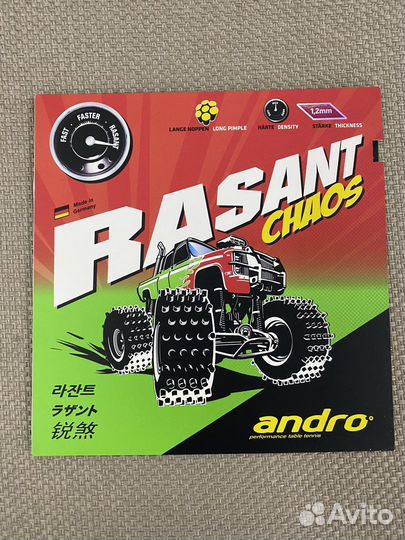 FAST FASTER RASANT
LANGE NOPPEN LONG PIMPLE
HÄRTE DENSITY
1,2mm
STÄRKE THICKNESS
Made in
Germany
RASANT
CHAOS
라잔트
ラザント
锐煞
andro
performance table tennis
Avito